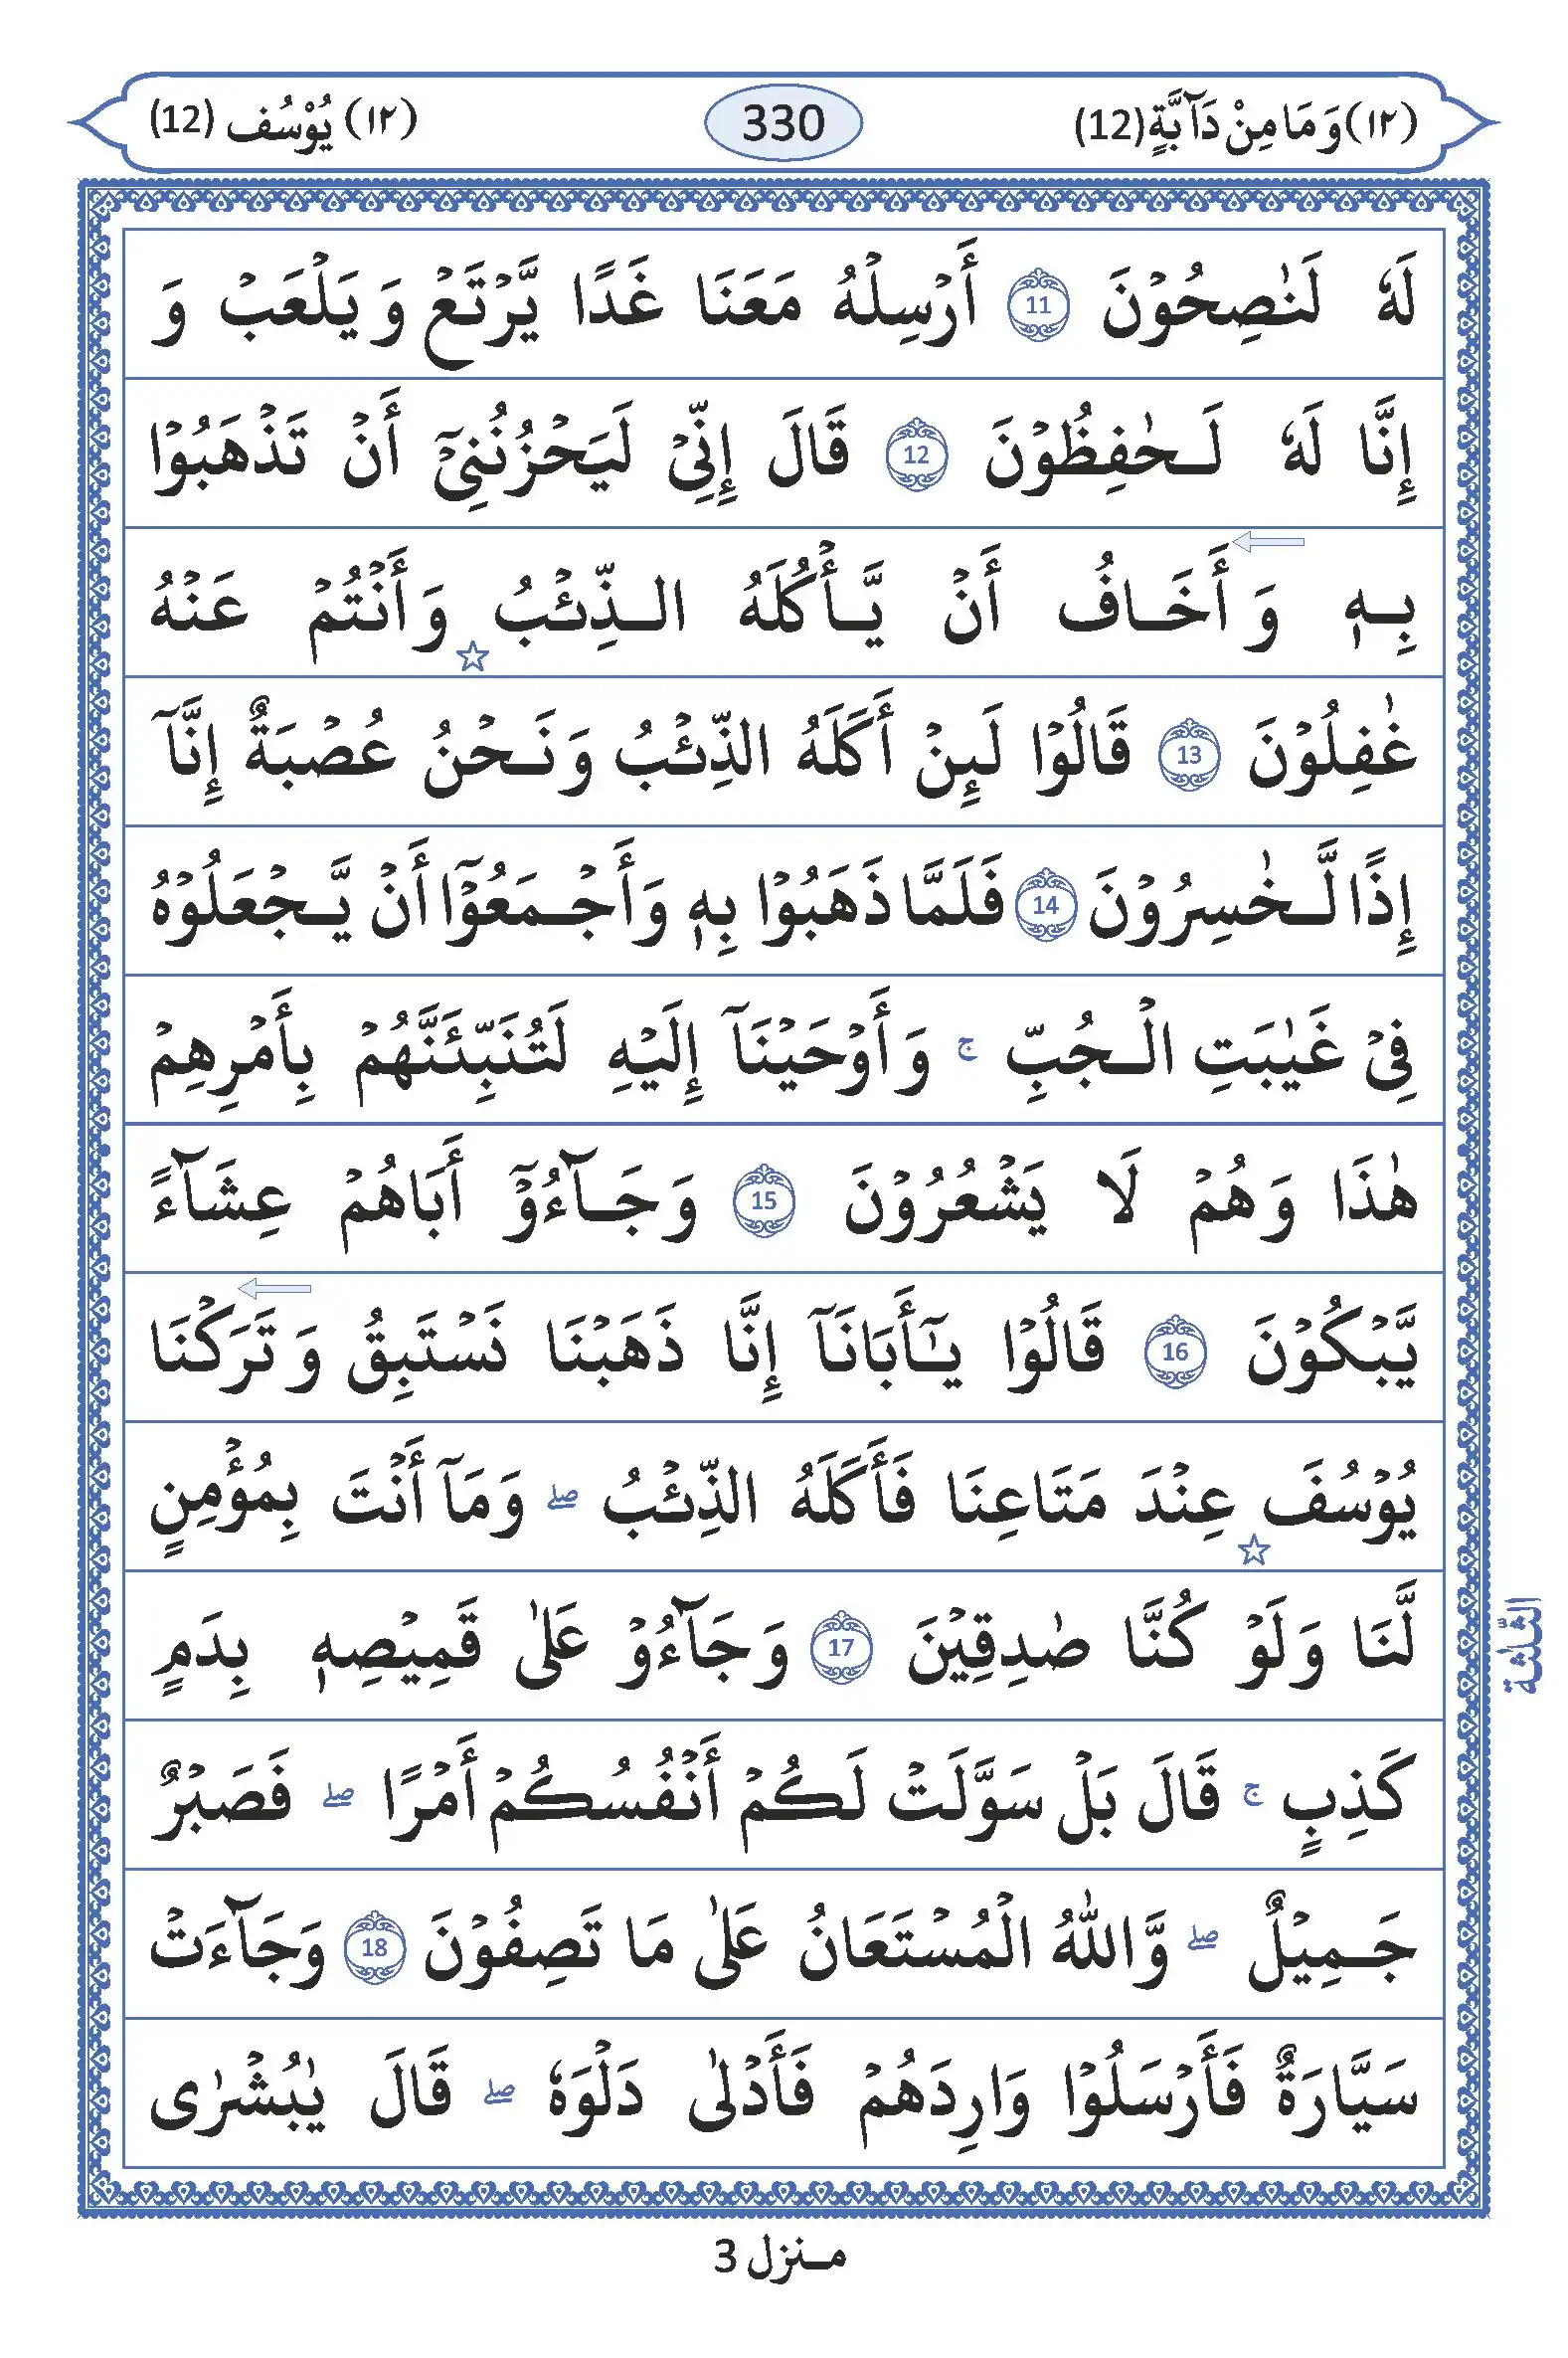 (١٢) وَمَا مِنْ دَآبَّةٍ (12) 330 (١٢) يُوْسُف (12)
لَهٗ لَنٰصِحُوْنَ 11 أَرْسِلْهُ مَعَنَا غَدًا يَّرْتَعْ وَ يَلْعَبْ وَ
إِنَّا لَهٗ لَحٰفِظُوْنَ 12 قَالَ إِنِّيْ لَيَحْزُنُنِيْٓ أَنْ تَذْهَبُوْا
بِهٖ وَ أَخَافُ أَنْ يَّأْكُلَهُ الذِّئْبُ ☆ وَ أَنْتُمْ عَنْهُ
غٰفِلُوْنَ 13 قَالُوْا لَىِٕنْ أَكَلَهُ الذِّئْبُ وَ نَحْنُ عُصْبَةٌ إِنَّآ
إِذًا لَّخٰسِرُوْنَ 14 فَلَمَّا ذَهَبُوْا بِهٖ وَ أَجْمَعُوْٓا أَنْ يَّجْعَلُوْهُ
فِيْ غَيٰبَتِ الْجُبِّ ج وَ أَوْحَيْنَآ إِلَيْهِ لَتُنَبِّئَنَّهُمْ بِأَمْرِهِمْ
هٰذَا وَ هُمْ لَا يَشْعُرُوْنَ 15 وَ جَآءُوْٓ أَبَاهُمْ عِشَآءً
يَّبْكُوْنَ 16 قَالُوْا يٰٓأَبَانَآ إِنَّا ذَهَبْنَا نَسْتَبِقُ وَ تَرَكْنَا
يُوْسُفَ ☆ عِنْدَ مَتَاعِنَا فَأَكَلَهُ الذِّئْبُ صلے وَ مَآ أَنْتَ بِمُؤْمِنٍ
لَّنَا وَ لَوْ كُنَّا صٰدِقِيْنَ 17 وَ جَآءُوْ عَلٰى قَمِيْصِهٖ بِدَمٍ
كَذِبٍ ج قَالَ بَلْ سَوَّلَتْ لَكُمْ أَنْفُسُكُمْ أَمْرًا صلے فَصَبْرٌ
جَمِيْلٌ صلے وَّاللّٰهُ الْمُسْتَعَانُ عَلٰى مَا تَصِفُوْنَ 18 وَ جَآءَتْ
سَيَّارَةٌ فَأَرْسَلُوْا وَارِدَهُمْ فَأَدْلٰى دَلْوَهٗ صلے قَالَ يٰبُشْرٰى
الثلثة
منزل 3